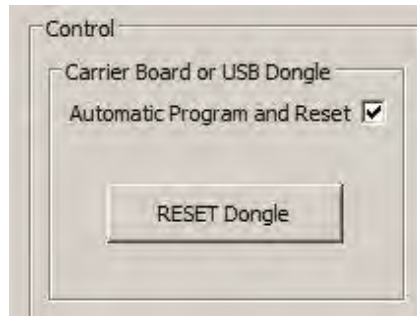 Control
Carrier Board or USB Dongle
Automatic Program and Reset
RESET Dongle